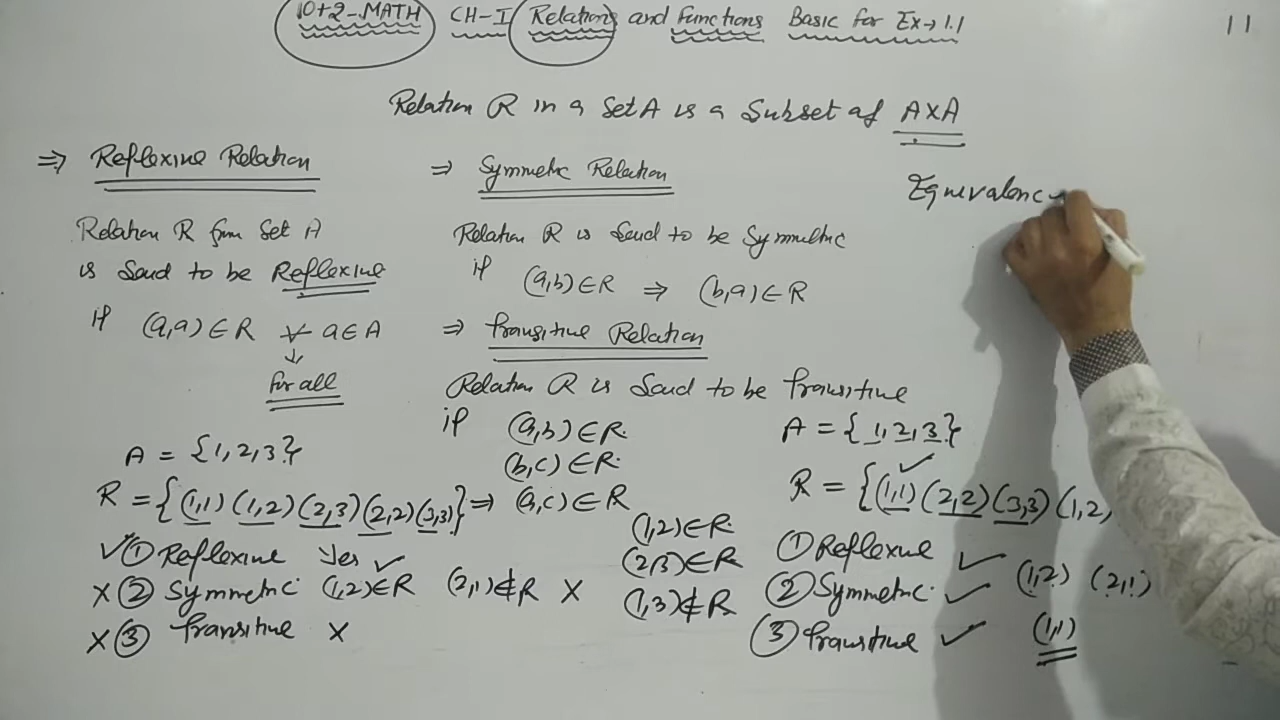 10+2-MATH CH-I Relations and Functions Basic for Ex→1.1
11
Relation R in a Set A is a Subset of A×A
⇒ Reflexive Relation
Relation R from Set A
is Said to be Reflexive
if (a,a)∈R ∀ a∈A
↓
for all
A = {1,2,3}
R = {(1,1) (1,2) (2,3) (2,2) (3,3)}
✓ ① Reflexive Yes ✓
× ② Symmetric (1,2)∈R (2,1)∉R ×
× ③ Transitive ×
⇒ Symmetric Relation
Relation R is Said to be Symmetric
if (a,b)∈R ⇒ (b,a)∈R
⇒ Transitive Relation
Relation R is Said to be Transitive
if (a,b)∈R
(b,c)∈R
⇒ (a,c)∈R
(1,2)∈R
(2,3)∈R
(1,3)∉R
Equivalenc
A = {1,2,3}
R = {(1,1) (2,2) (3,3) (1,2),
① Reflexive ✓
② Symmetric ✓ (1,2) (2,1)
③ Transitive ✓ (1,1)